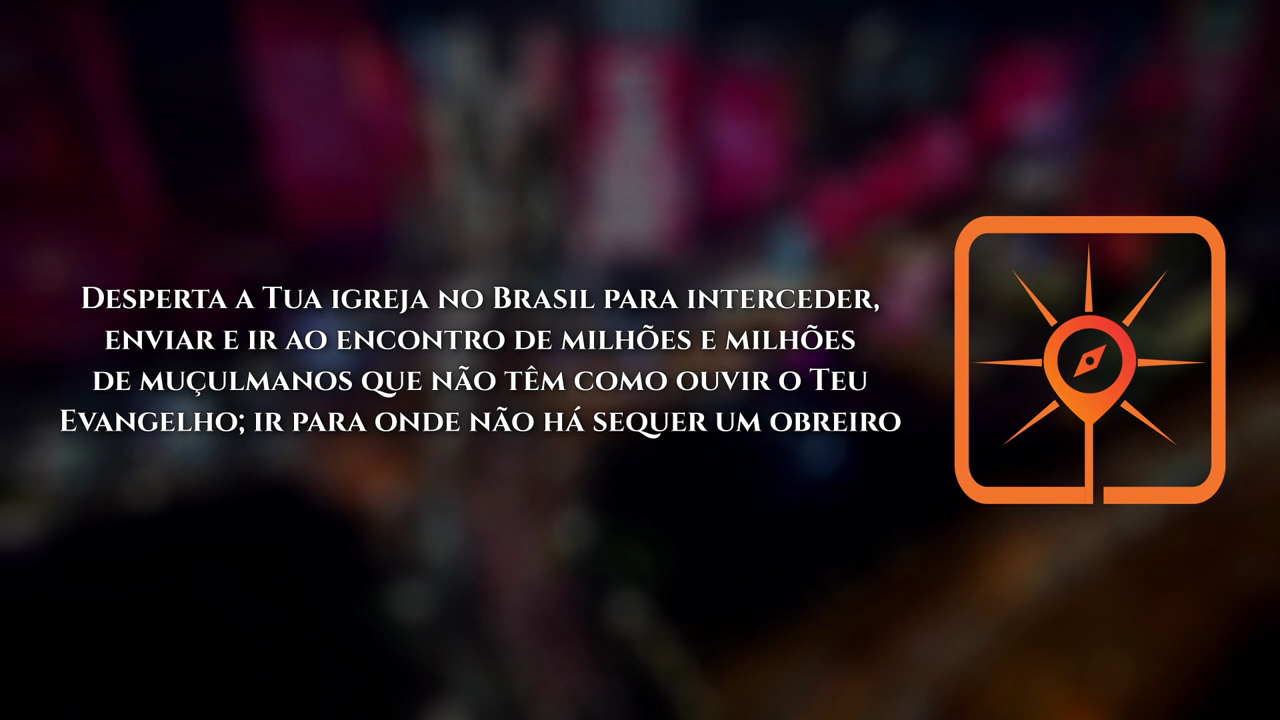 Desperta a Tua igreja no Brasil para interceder,
enviar e ir ao encontro de milhões e milhões
de muçulmanos que não têm como ouvir o Teu
Evangelho; ir para onde não há sequer um obreiro